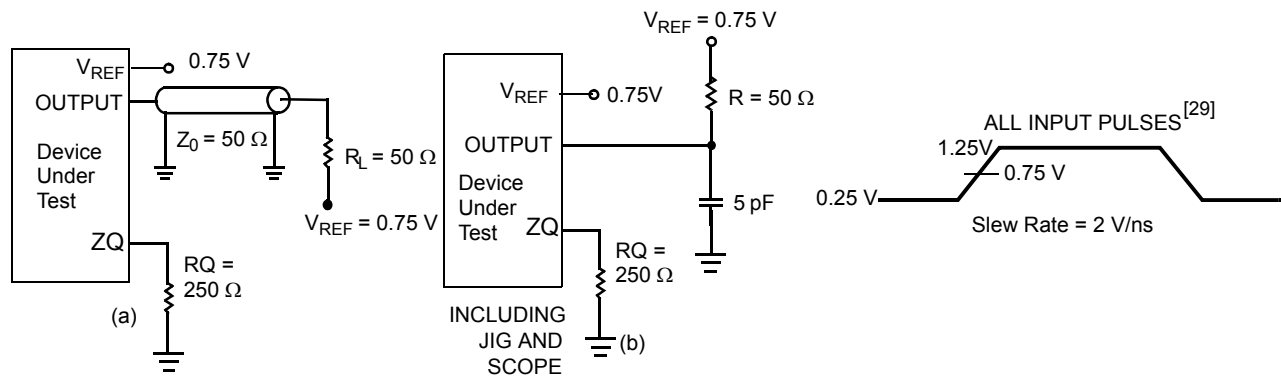 V_REF 0.75 V
OUTPUT
Z_0 = 50 Ω
Device
Under
Test
R_L = 50 Ω
V_REF = 0.75 V
ZQ
RQ =
250 Ω
(a)
V_REF = 0.75 V
V_REF 0.75V
R = 50 Ω
OUTPUT
Device
Under
Test
5 pF
ZQ
RQ =
250 Ω
INCLUDING
JIG AND
SCOPE
(b)
ALL INPUT PULSES[29]
1.25V
0.75 V
0.25 V
Slew Rate = 2 V/ns